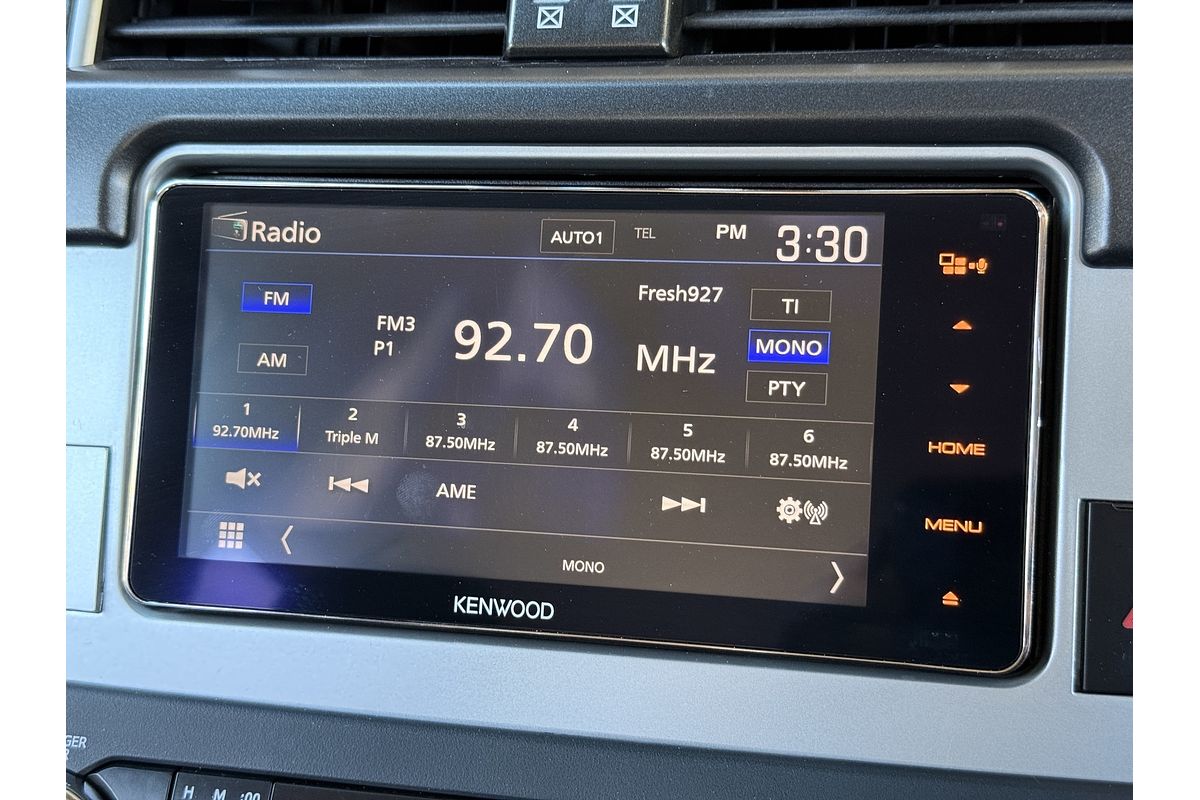 Radio AUTO1 TEL PM 3:30
FM Fresh927 TI
FM3 92.70 MHz MONO
P1
AM PTY
1 2 3 4 5 6
92.70MHz Triple M 87.50MHz 87.50MHz 87.50MHz 87.50MHz
AME
MONO
HOME
MENU
KENWOOD
H M :00